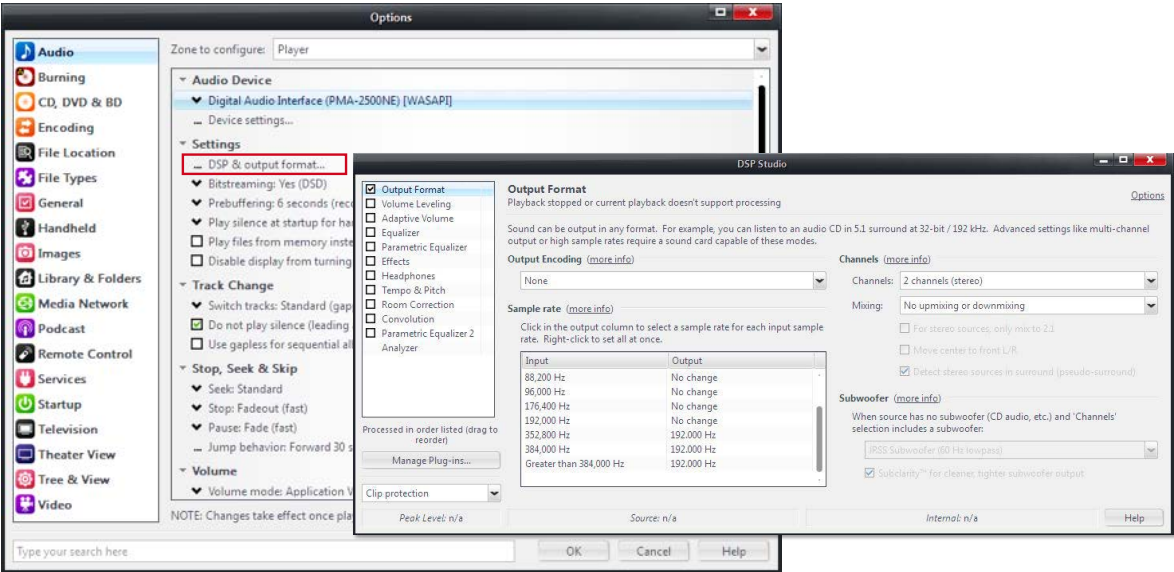 Options
Audio
Burning
CD, DVD & BD
Encoding
File Location
File Types
General
Handheld
Images
Library & Folders
Media Network
Podcast
Remote Control
Services
Startup
Television
Theater View
Tree & View
Video
Zone to configure: Player
Audio Device
Digital Audio Interface (PMA-2500NE) [WASAPI]
... Device settings...
Settings
... DSP & output format...
Bitstreaming: Yes (DSD)
Prebuffering: 6 seconds
Play silence at startup for
Play files from memory
Disable display from turning
Track Change
Switch tracks: Standard
Do not play silence (leading
Use gapless for sequential
Stop, Seek & Skip
Seek: Standard
Stop: Fadeout (fast)
Pause: Fade (fast)
... Jump behavior: Forward 30 s
Volume
Volume mode: Application V
NOTE: Changes take effect once
Type your search here
OK
Cancel
Help
DSP Studio
Output Format
Volume Leveling
Adaptive Volume
Equalizer
Parametric Equalizer
Effects
Headphones
Tempo & Pitch
Room Correction
Convolution
Parametric Equalizer 2
Analyzer
Processed in order listed (drag to
reorder)
Manage Plug-ins...
Clip protection
Peak Level: n/a
Output Format
Playback stopped or current playback doesn't support processing
Options
Sound can be output in any format. For example, you can listen to an audio CD in 5.1 surround at 32-bit / 192 kHz. Advanced settings like multi-channel
output or high sample rates require a sound card capable of these modes.
Output Encoding (more info)
None
Sample rate (more info)
Click in the output column to select a sample rate for each input sample
rate. Right-click to set all at once.
Input Output
88,200 Hz No change
96,000 Hz No change
176,400 Hz No change
192,000 Hz No change
352,800 Hz 192.000 Hz
384,000 Hz 192.000 Hz
Greater than 384,000 Hz 192.000 Hz
Channels (more info)
Channels: 2 channels (stereo)
Mixing: No upmixing or downmixing
For stereo sources, only mix to 2.1
Move center to front L/R
Detect stereo sources in surround (pseudo-surround)
Subwoofer (more info)
When source has no subwoofer (CD audio, etc.) and 'Channels'
selection includes a subwoofer:
JRSS Subwoofer (60 Hz lowpass)
Subclarity™ for cleaner, tighter subwoofer output
Source: n/a
Internal: n/a
Help